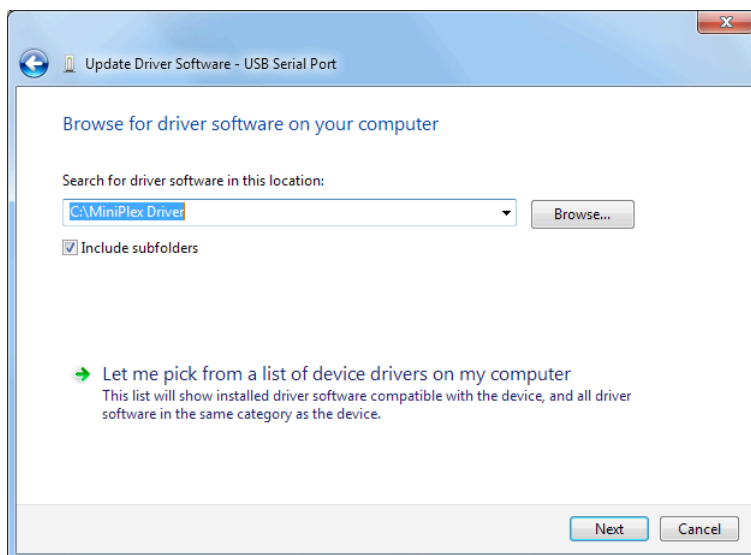 Update Driver Software - USB Serial Port
Browse for driver software on your computer
Search for driver software in this location:
C:\MiniPlex Driver
Browse...
Include subfolders
Let me pick from a list of device drivers on my computer
This list will show installed driver software compatible with the device, and all driver
software in the same category as the device.
Next
Cancel